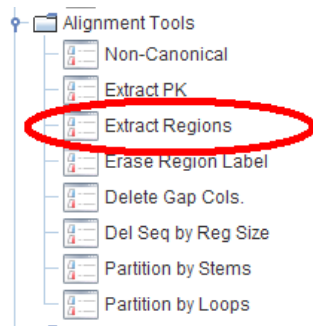 Alignment Tools
Non-Canonical
Extract PK
Extract Regions
Erase Region Label
Delete Gap Cols.
Del Seq by Reg Size
Partition by Stems
Partition by Loops